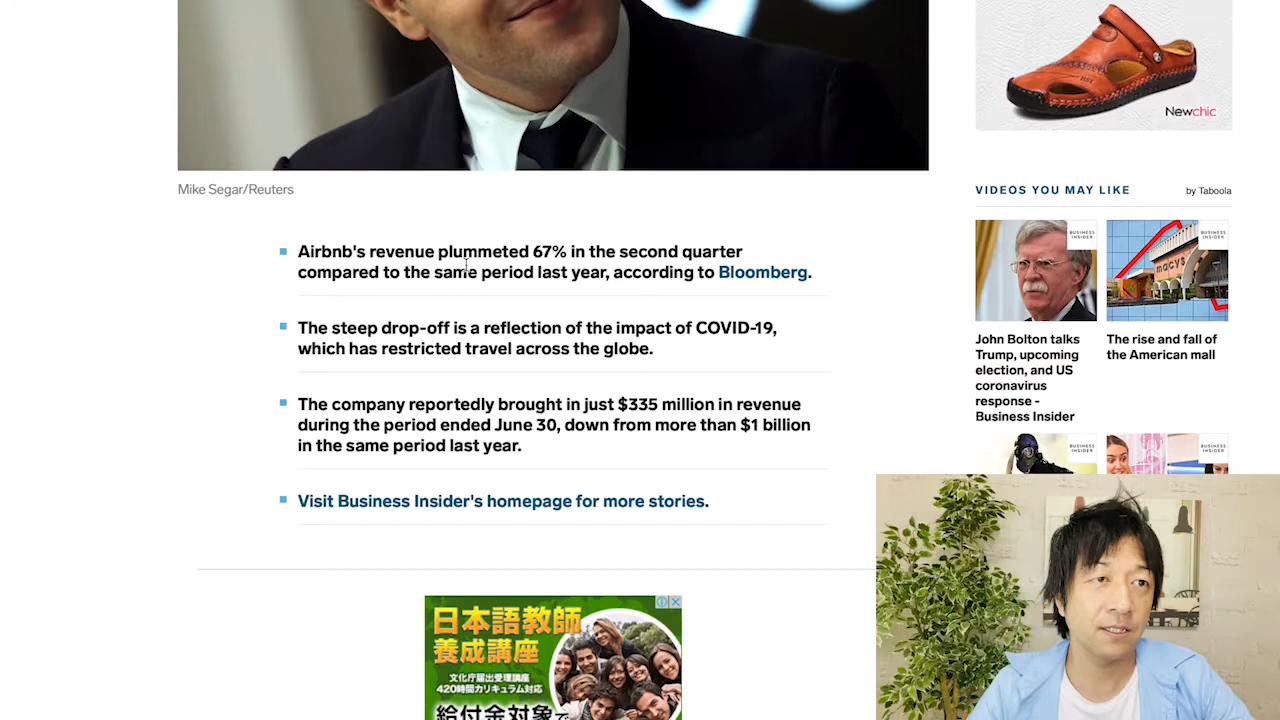 Newchic
Mike Segar/Reuters
VIDEOS YOU MAY LIKE
by Taboola
Airbnb's revenue plummeted 67% in the second quarter
compared to the same period last year, according to Bloomberg.
The steep drop-off is a reflection of the impact of COVID-19,
which has restricted travel across the globe.
The company reportedly brought in just $335 million in revenue
during the period ended June 30, down from more than $1 billion
in the same period last year.
Visit Business Insider's homepage for more stories.
BUSINESS
INSIDER
macys
BUSINESS
INSIDER
John Bolton talks
Trump, upcoming
election, and US
coronavirus
response -
Business Insider
The rise and fall of
the American mall
BUSINESS
INSIDER
BUSINESS
INSIDER
日本語教師
養成講座
文化庁届出受理講座
420時間カリキュラム対応
給付金対象で